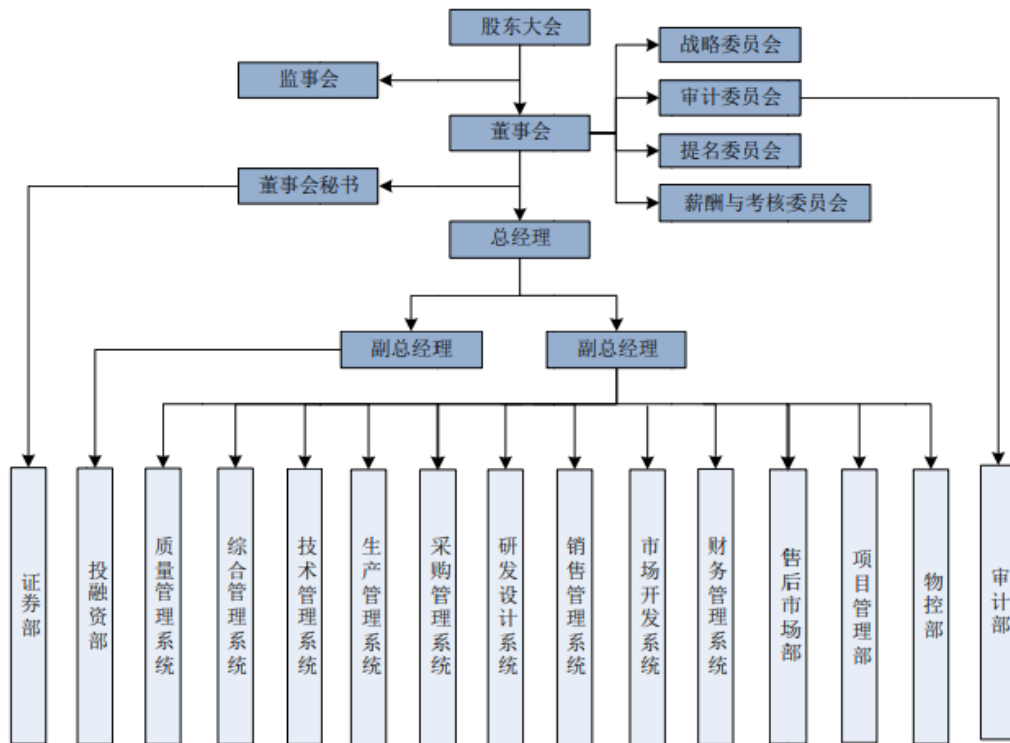 股东大会
战略委员会
监事会
审计委员会
董事会
提名委员会
董事会秘书
薪酬与考核委员会
总经理
副总经理
副总经理
证券部
投融资部
质量管理系统
综合管理系统
技术管理系统
生产管理系统
采购管理系统
研发设计系统
销售管理系统
市场开发系统
财务管理系统
售后市场部
项目管理部
物控部
审计部